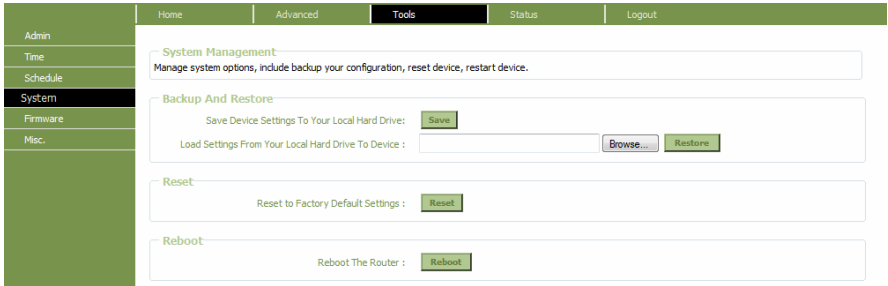 Home Advanced Tools Status Logout
Admin
Time
Schedule
System
Firmware
Misc.
System Management
Manage system options, include backup your configuration, reset device, restart device.
Backup And Restore
Save Device Settings To Your Local Hard Drive: Save
Load Settings From Your Local Hard Drive To Device : Browse... Restore
Reset
Reset to Factory Default Settings : Reset
Reboot
Reboot The Router : Reboot